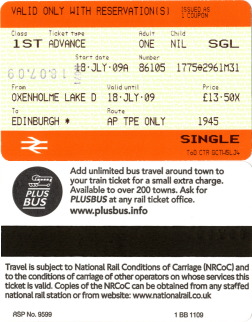 VALID ONLY WITH RESERVATION(S) ISSUED AS 1 COUPON
Class Ticket type Adult Child
1ST ADVANCE ONE NIL SGL
Start date Number
18·JLY·09A 86105 1775®2961M31
From Valid until Price
OXENHOLME LAKE D 18·JLY·09 £13·50X
To Route
EDINBURGH * AP TPE ONLY 1945
SINGLE
PLUS BUS
Add unlimited bus travel around town to
your train ticket for a small extra charge.
Available to over 200 towns. Ask for
PLUSBUS at any rail ticket office.
www.plusbus.info
Travel is subject to National Rail Conditions of Carriage (NRCoC) and
to the conditions of carriage of other operators on whose services this
ticket is valid. Copies of the NRCoC can be obtained from any staffed
national rail station or from website: www.nationalrail.co.uk
RSP No. 9599 1 BB 1109